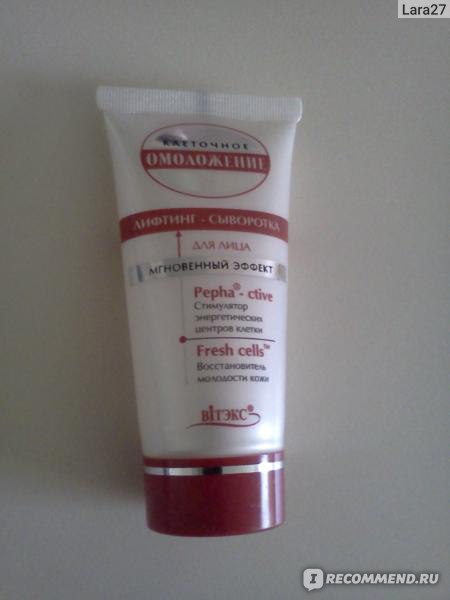 Lara27
КЛЕТОЧНОЕ
ОМОЛОЖЕНИЕ
ЛИФТИНГ - СЫВОРОТКА
ДЛЯ ЛИЦА
МГНОВЕННЫЙ ЭФФЕКТ
Pepha® - ctive
Стимулятор
энергетических
центров клетки
Fresh cells™
Восстановитель
молодости кожи
ВIТЭКС®
I RECOMMEND.RU